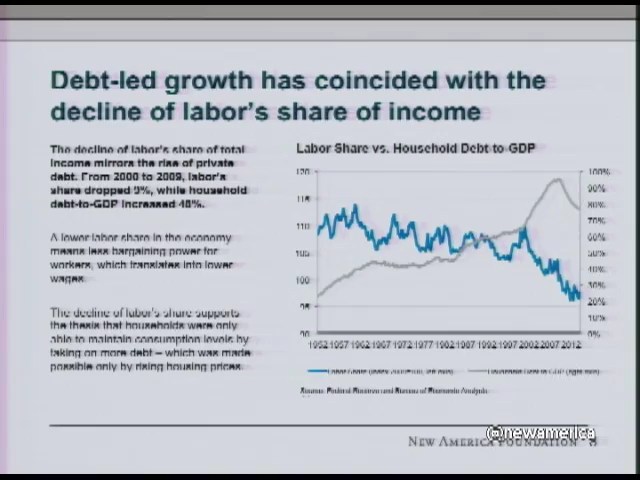 Debt-led growth has coincided with the
decline of labor's share of income
The decline of labor's share of total
income mirrors the rise of private
debt. From 2000 to 2009, labor's
share dropped 9%, while household
debt-to-GDP increased 48%.
A lower labor share in the economy
means less bargaining power for
workers, which translates into lower
wages.
The decline of labor's share supports
the thesis that households were only
able to maintain consumption levels by
taking on more debt – which was made
possible only by rising housing prices.
Labor Share vs. Household Debt-to-GDP
120 100%
115 90%
80%
110 70%
60%
105 50%
40%
100 30%
95 20%
10%
90 0%
1952 1957 1962 1967 1972 1977 1982 1987 1992 1997 2002 2007 2012
Source: Federal Reserve and Bureau of Economic Analysis
NEW AMERICA FOUNDATION
@newamerica